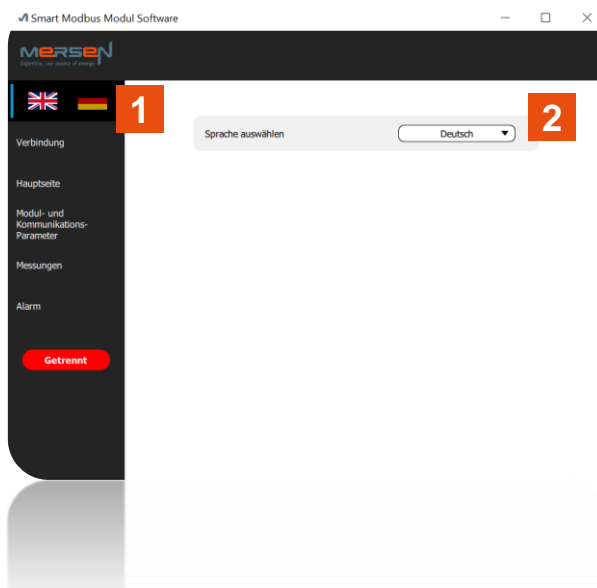 Smart Modbus Modul Software
MERSEN
Expertise, our source of energy
1
2
Sprache auswählen
Deutsch
Verbindung
Hauptseite
Modul- und
Kommunikations-
Parameter
Messungen
Alarm
Getrennt